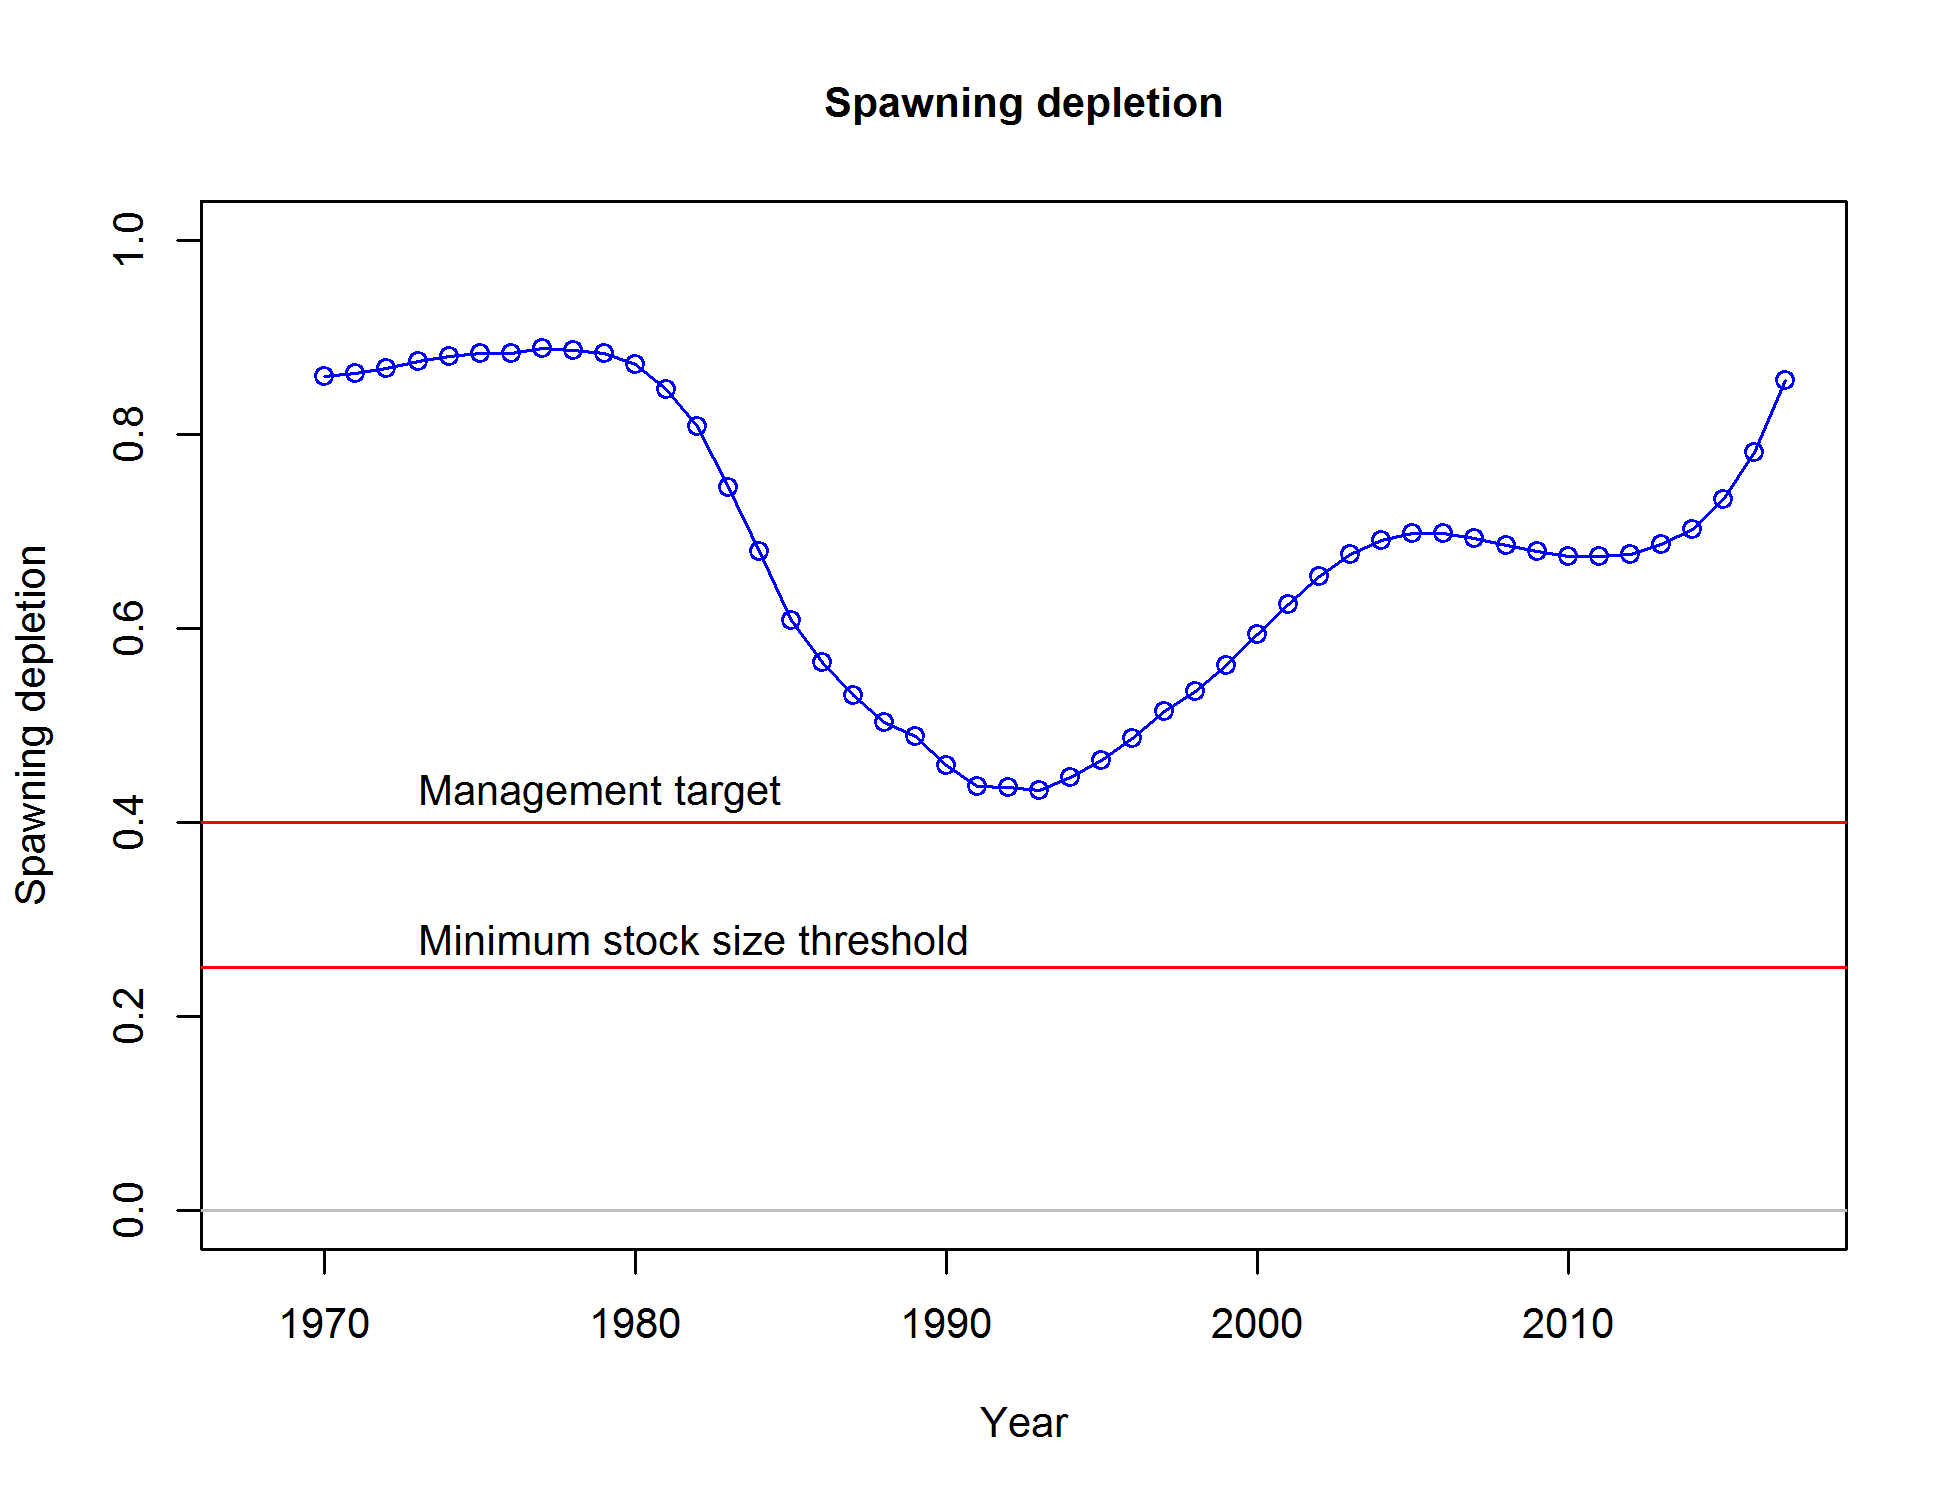 Spawning depletion
1.0
0.8
0.6
0.4
0.2
0.0
Spawning depletion
Management target
Minimum stock size threshold
1970 1980 1990 2000 2010
Year